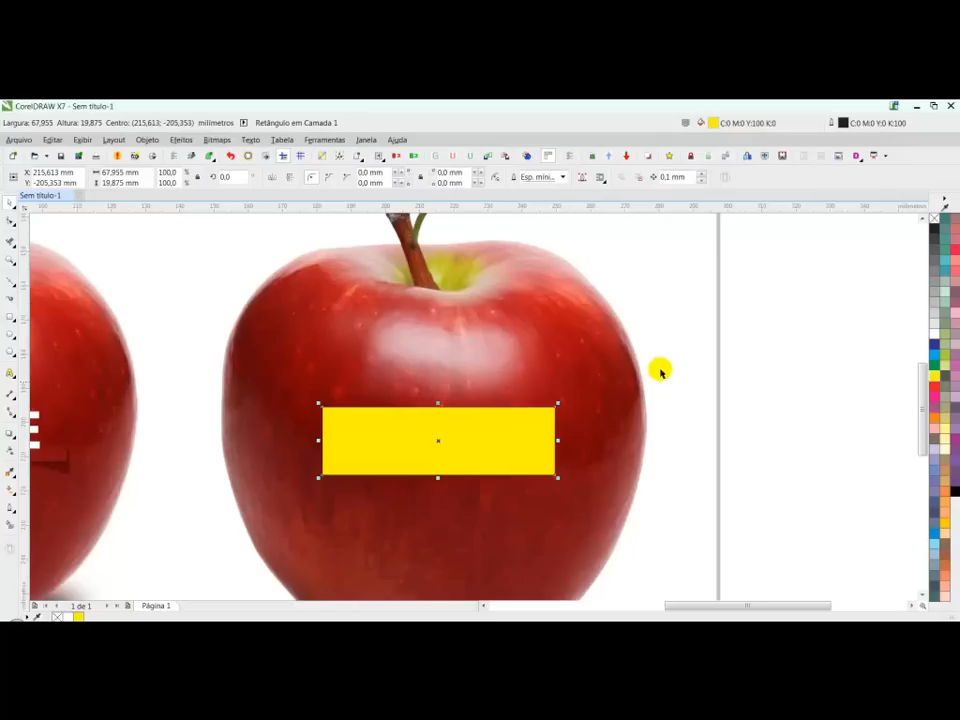 CorelDRAW X7 - Sem título-1
Largura: 67,955 Altura: 19,875 Centro: (215,613; -205,353) milímetros Retângulo em Camada 1 C:0 M:0 Y:100 K:0 C:0 M:0 Y:0 K:100
Arquivo Editar Exibir Layout Objeto Efeitos Bitmaps Texto Tabela Ferramentas Janela Ajuda
X: 215,613 mm 67,955 mm 100,0 % 0,0 ° 0,0 mm 0,0 mm Esp. míni... 0,1 mm
Y: -205,353 mm 19,875 mm 100,0 % 0,0 mm 0,0 mm
Sem título-1
milímetros
1 de 1 Página 1